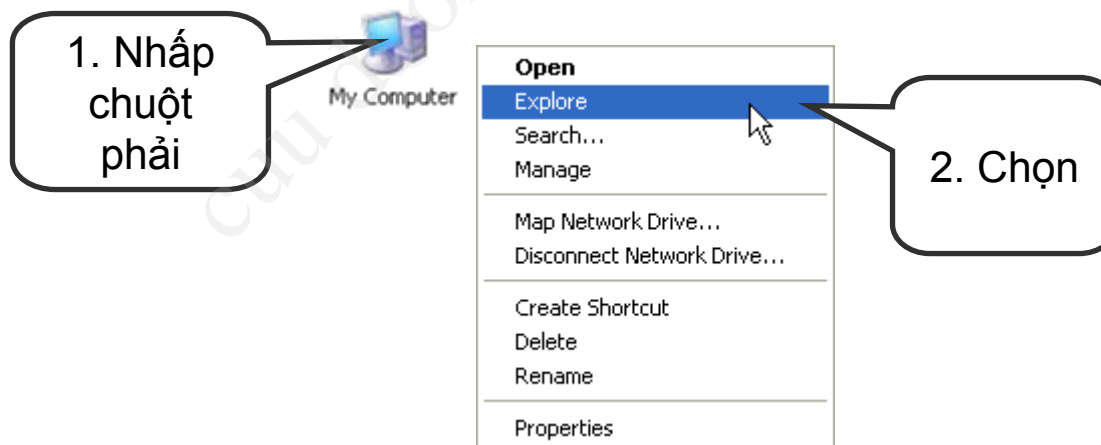 1. Nhấp
chuột
phải
My Computer
Open
Explore
Search...
Manage
Map Network Drive...
Disconnect Network Drive...
Create Shortcut
Delete
Rename
Properties
2. Chọn
cuu